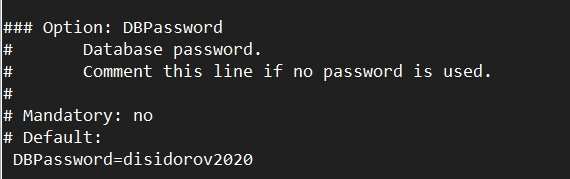 ### Option: DBPassword
#       Database password.
#       Comment this line if no password is used.
#
# Mandatory: no
# Default:
 DBPassword=disidorov2020